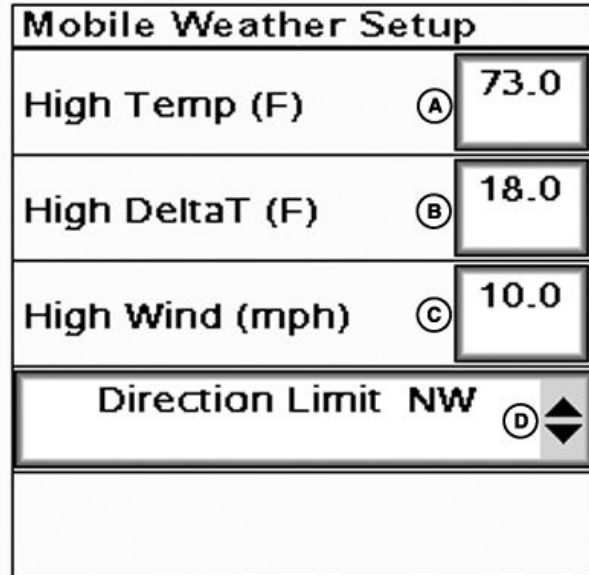 Mobile Weather Setup
High Temp (F) A 73.0
High DeltaT (F) B 18.0
High Wind (mph) C 10.0
Direction Limit NW D